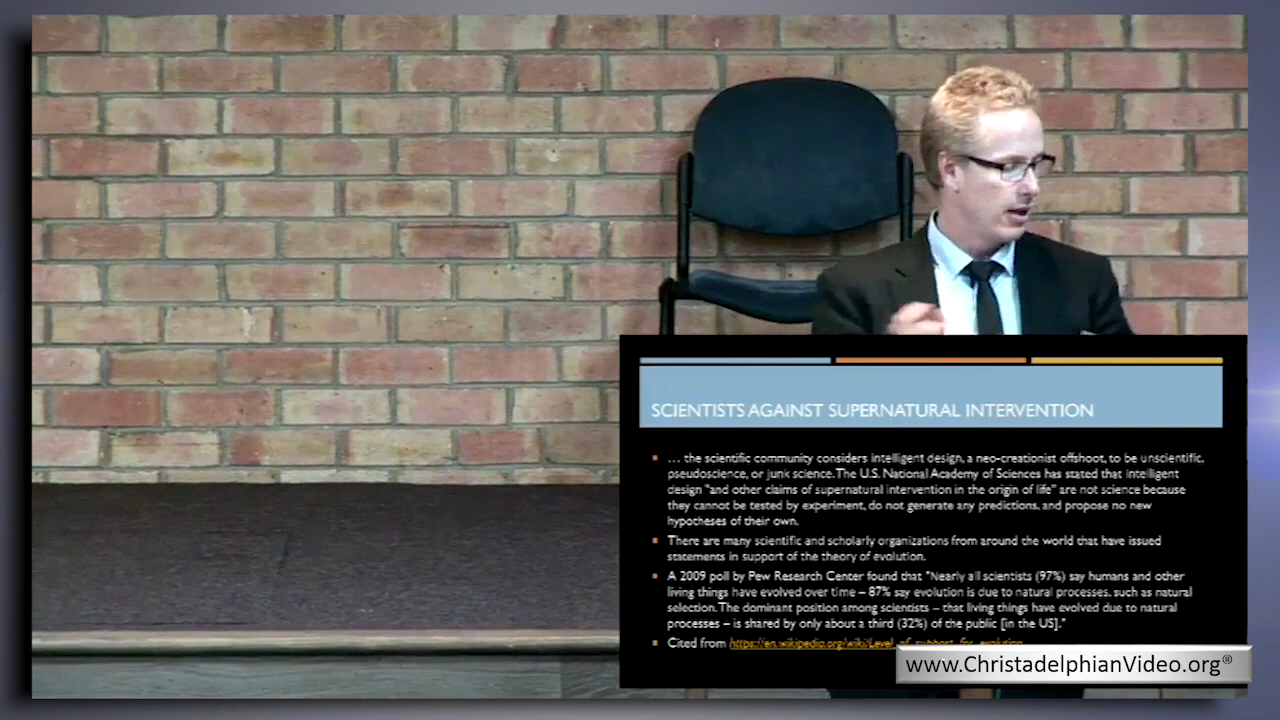 SCIENTISTS AGAINST SUPERNATURAL INTERVENTION
... the scientific community considers intelligent design, a neo-creationist offshoot, to be unscientific,
pseudoscience, or junk science. The U.S. National Academy of Sciences has stated that intelligent
design "and other claims of supernatural intervention in the origin of life" are not science because
they cannot be tested by experiment, do not generate any predictions, and propose no new
hypotheses of their own.
There are many scientific and scholarly organizations from around the world that have issued
statements in support of the theory of evolution.
A 2009 poll by Pew Research Center found that "Nearly all scientists (97%) say humans and other
living things have evolved over time – 87% say evolution is due to natural processes, such as natural
selection. The dominant position among scientists – that living things have evolved due to natural
processes – is shared by only about a third (32%) of the public [in the US]."
Cited from https://en.wikipedia.org/wiki/Level_of_support_for_evolution
www.ChristadelphianVideo.org®